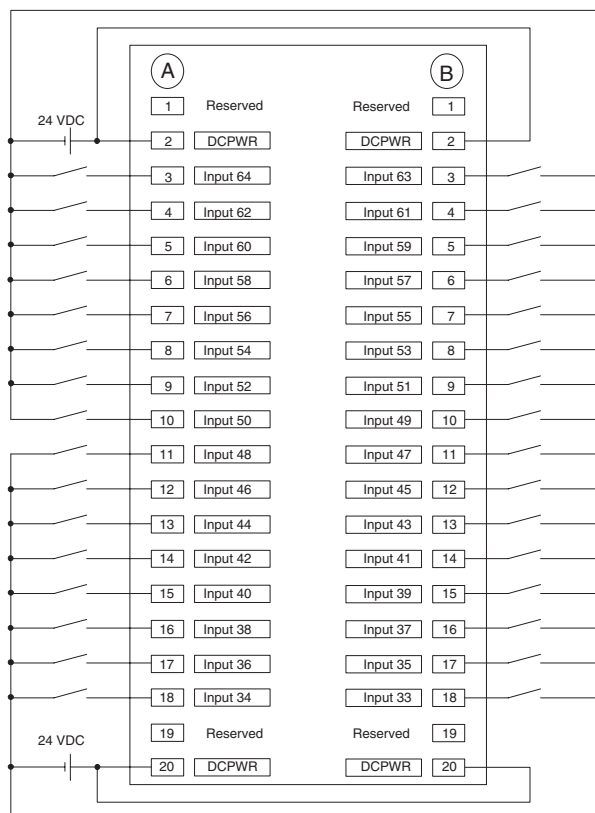 A B
1 Reserved Reserved 1
24 VDC
2 DCPWR DCPWR 2
3 Input 64 Input 63 3
4 Input 62 Input 61 4
5 Input 60 Input 59 5
6 Input 58 Input 57 6
7 Input 56 Input 55 7
8 Input 54 Input 53 8
9 Input 52 Input 51 9
10 Input 50 Input 49 10
11 Input 48 Input 47 11
12 Input 46 Input 45 12
13 Input 44 Input 43 13
14 Input 42 Input 41 14
15 Input 40 Input 39 15
16 Input 38 Input 37 16
17 Input 36 Input 35 17
18 Input 34 Input 33 18
19 Reserved Reserved 19
24 VDC
20 DCPWR DCPWR 20